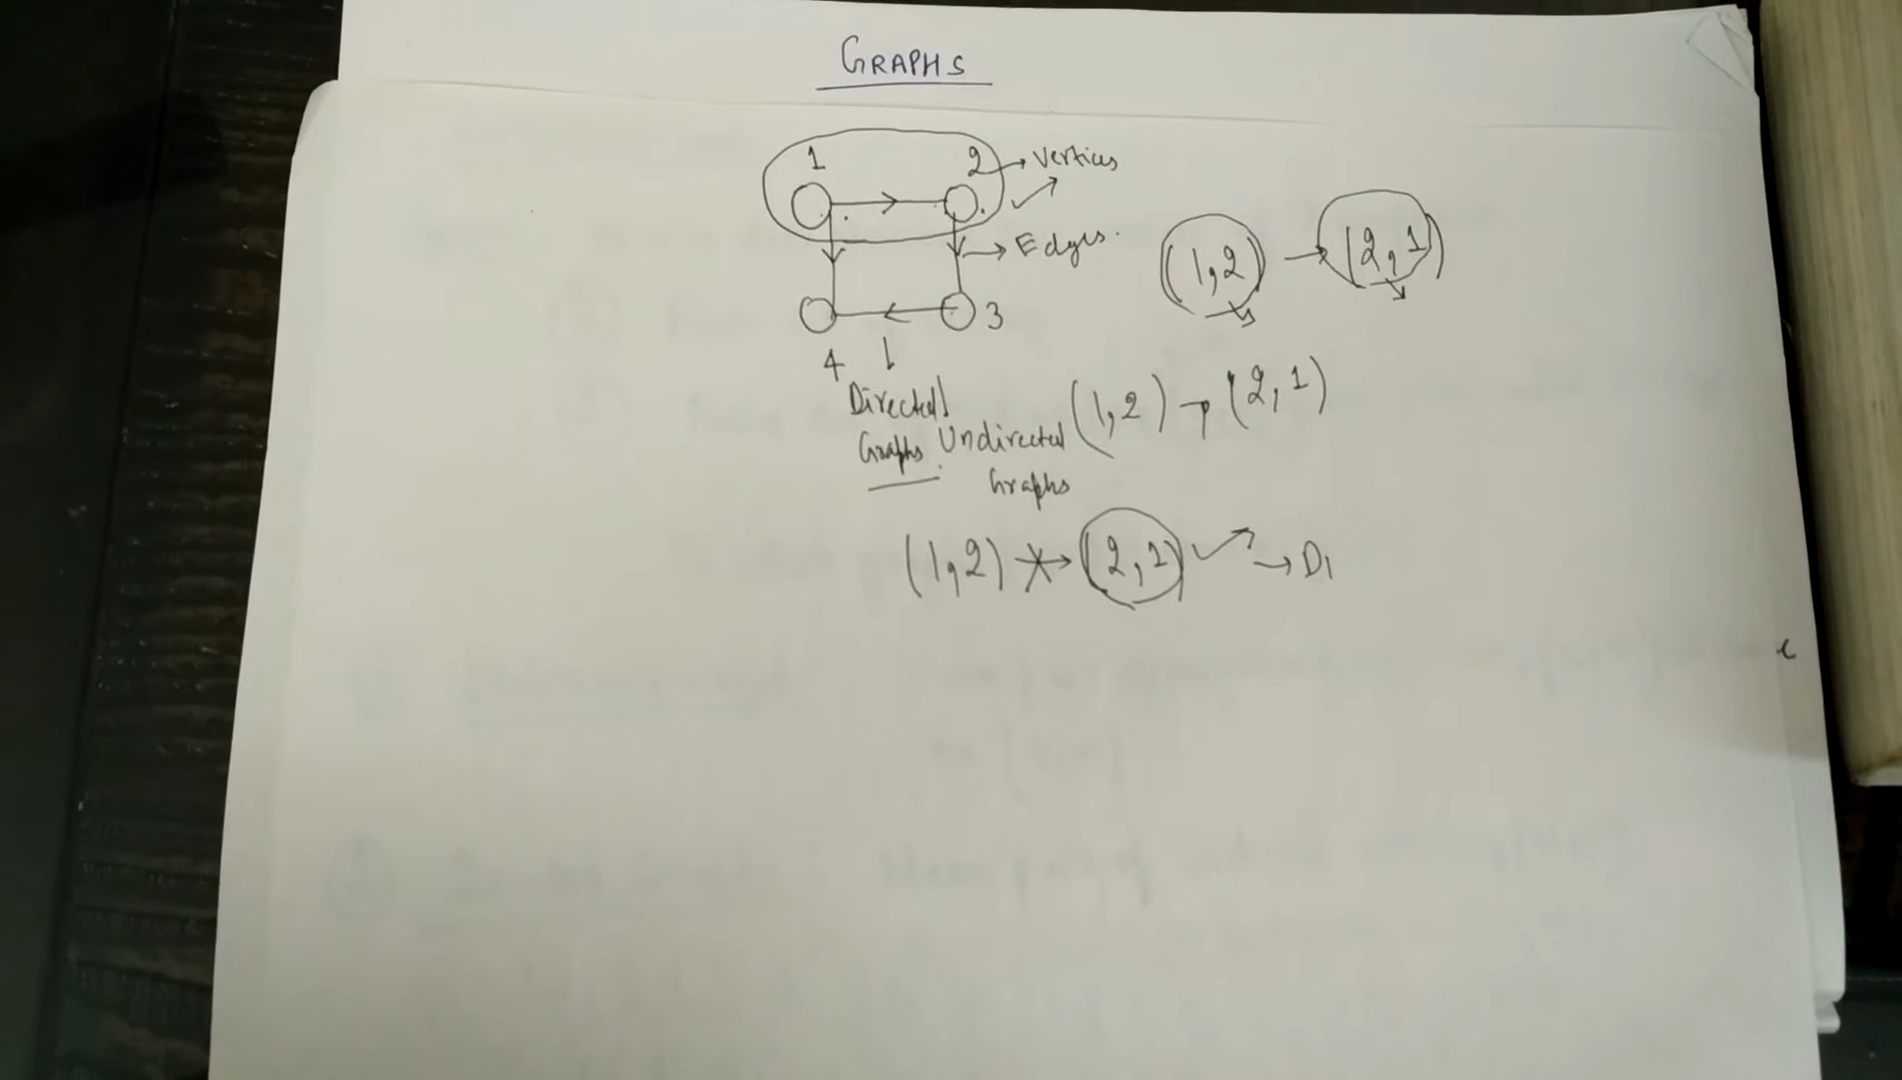 GRAPHS
1 2 → Vertices
→ Edges.
(1,2) → (2,1)
3
4
Directed
Graphs
Undirected
Graphs
(1,2) → (2,1)
(1,2) → (2,1) → Di